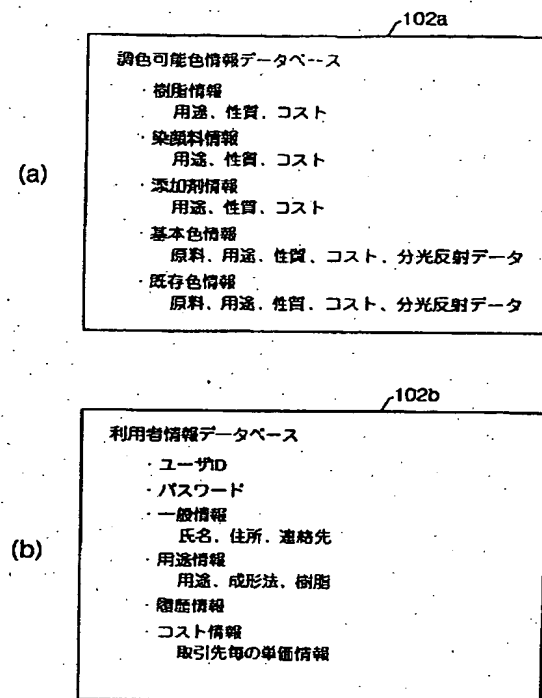 102a
調色可能色情報データベース
・樹脂情報
用途、性質、コスト
・染顔料情報
用途、性質、コスト
・添加剤情報
用途、性質、コスト
・基本色情報
原料、用途、性質、コスト、分光反射データ
・既存色情報
原料、用途、性質、コスト、分光反射データ
(a)
102b
利用者情報データベース
・ユーザID
・パスワード
・一般情報
氏名、住所、連絡先
・用途情報
用途、成形法、樹脂
・履歴情報
・コスト情報
取引先毎の単価情報
(b)